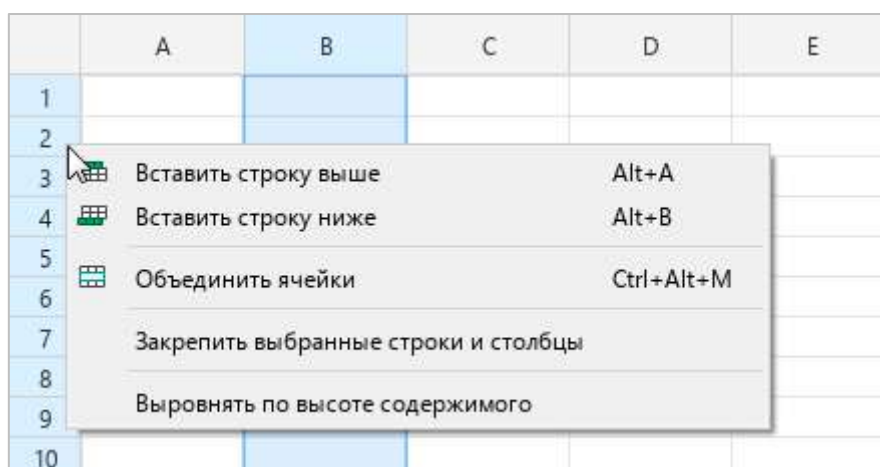 A B C D E
1
2
Вставить строку выше Alt+A
3
Вставить строку ниже Alt+B
4
5
Объединить ячейки Ctrl+Alt+M
6
7
Закрепить выбранные строки и столбцы
8
Выровнять по высоте содержимого
9
10